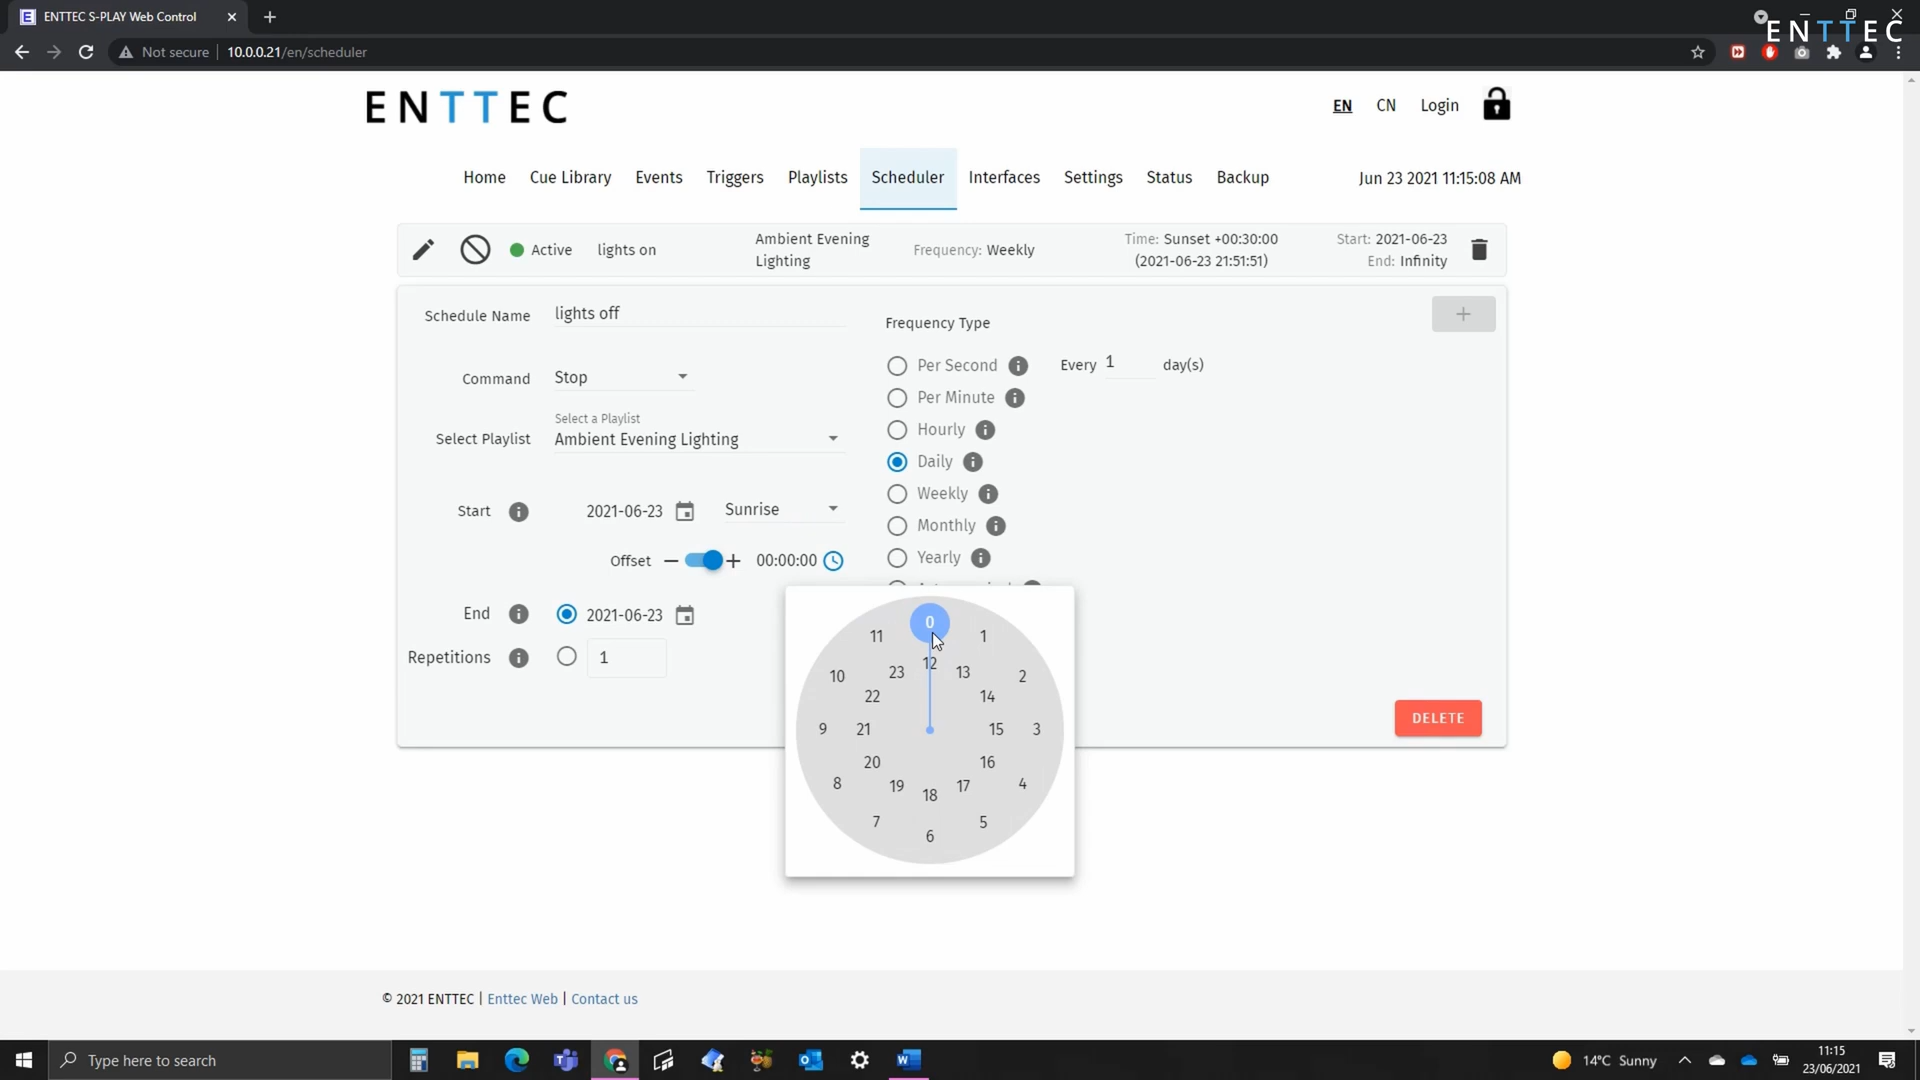 ENTTEC S-PLAY Web Control
Not secure 10.0.0.21/en/scheduler
ENTTEC
ENTTEC
EN CN Login
Home Cue Library Events Triggers Playlists Scheduler Interfaces Settings Status Backup Jun 23 2021 11:15:08 AM
Active lights on
Ambient Evening
Lighting
Frequency: Weekly
Time: Sunset +00:30:00
(2021-06-23 21:51:51)
Start: 2021-06-23
End: Infinity
Schedule Name lights off
Command Stop
Select a Playlist
Select Playlist Ambient Evening Lighting
Start 2021-06-23 Sunrise
Offset − + 00:00:00
End 2021-06-23
Repetitions 1
Frequency Type
Per Second
Per Minute
Hourly
Daily
Weekly
Monthly
Yearly
Every 1 day(s)
+
0
11 1
12
23 13
10 2
22 14
9 21 15 3
20 16
8 4
19 17
18
7 5
6
DELETE
© 2021 ENTTEC | Enttec Web | Contact us
Type here to search
14°C Sunny
11:15
23/06/2021